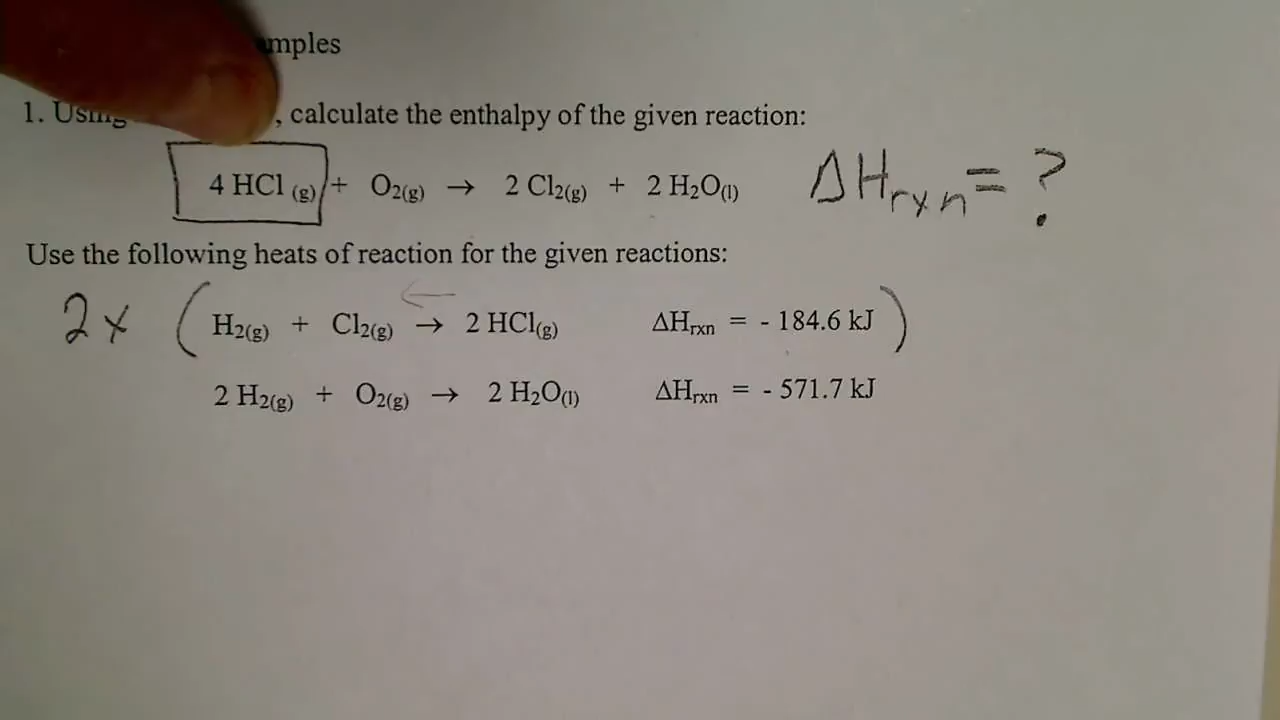 mples
1. Using , calculate the enthalpy of the given reaction:
4 HCl (g) + O2(g) → 2 Cl2(g) + 2 H2O(l) ΔHrxn = ?
Use the following heats of reaction for the given reactions:
2 x ( H2(g) + Cl2(g) → 2 HCl(g) ΔHrxn = - 184.6 kJ )
2 H2(g) + O2(g) → 2 H2O(l) ΔHrxn = - 571.7 kJ